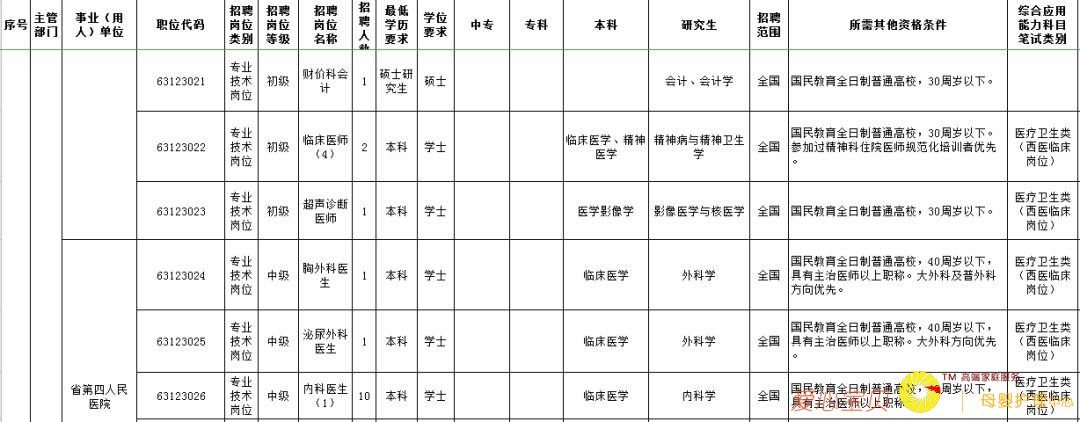 序号 主管部门 事业(用人)单位 职位代码 招聘岗位类别 招聘岗位等级 招聘岗位名称 招聘人数 最低学历要求 学位要求 中专 专科 本科 研究生 招聘范围 所需其他资格条件 综合应用能力科目笔试类别
63123021 专业技术岗位 初级 财价科会计 1 硕士研究生 硕士 会计、会计学 全国 国民教育全日制普通高校，30周岁以下。
63123022 专业技术岗位 初级 临床医师（4） 2 本科 学士 临床医学、精神医学 精神病与精神卫生学 全国 国民教育全日制普通高校，30周岁以下。参加过精神科住院医师规范化培训者优先。 医疗卫生类（西医临床岗位）
63123023 专业技术岗位 初级 超声诊断医师 1 本科 学士 医学影像学 影像医学与核医学 全国 国民教育全日制普通高校，30周岁以下。 医疗卫生类（西医临床岗位）
63123024 专业技术岗位 中级 胸外科医生 1 本科 学士 临床医学 外科学 全国 国民教育全日制普通高校，40周岁以下，具有主治医师以上职称。大外科及普外科方向优先。 医疗卫生类（西医临床岗位）
63123025 专业技术岗位 中级 泌尿外科医生 1 本科 学士 临床医学 外科学 全国 国民教育全日制普通高校，40周岁以下，具有主治医师以上职称。大外科方向优先。 医疗卫生类（西医临床岗位）
省第四人民医院 63123026 专业技术岗位 中级 内科医生（1） 10 本科 学士 临床医学 内科学 全国 国民教育全日制普通高 周岁以下，具有主治医师以上职称 医疗卫生类（西医临床岗位）
爱心宝贝
TM 高端家庭服务
母婴护理中心